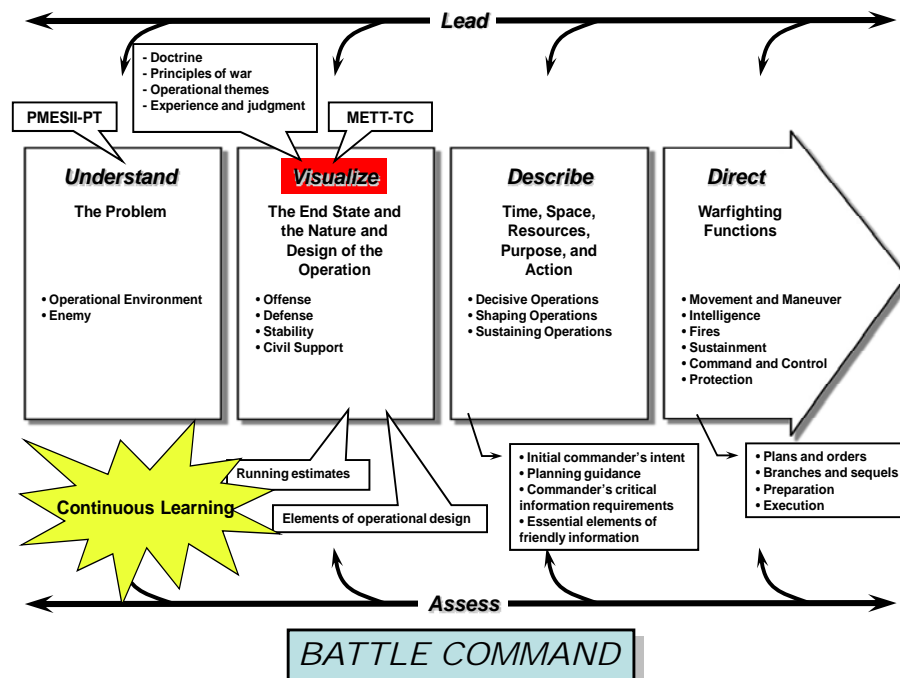 Lead
- Doctrine
- Principles of war
- Operational themes
- Experience and judgment
PMESII-PT
METT-TC
Understand
The Problem
• Operational Environment
• Enemy
Visualize
The End State and
the Nature and
Design of the
Operation
• Offense
• Defense
• Stability
• Civil Support
Describe
Time, Space,
Resources,
Purpose, and
Action
• Decisive Operations
• Shaping Operations
• Sustaining Operations
Direct
Warfighting
Functions
• Movement and Maneuver
• Intelligence
• Fires
• Sustainment
• Command and Control
• Protection
Continuous Learning
Running estimates
Elements of operational design
• Initial commander's intent
• Planning guidance
• Commander's critical
information requirements
• Essential elements of
friendly information
• Plans and orders
• Branches and sequels
• Preparation
• Execution
Assess
BATTLE COMMAND